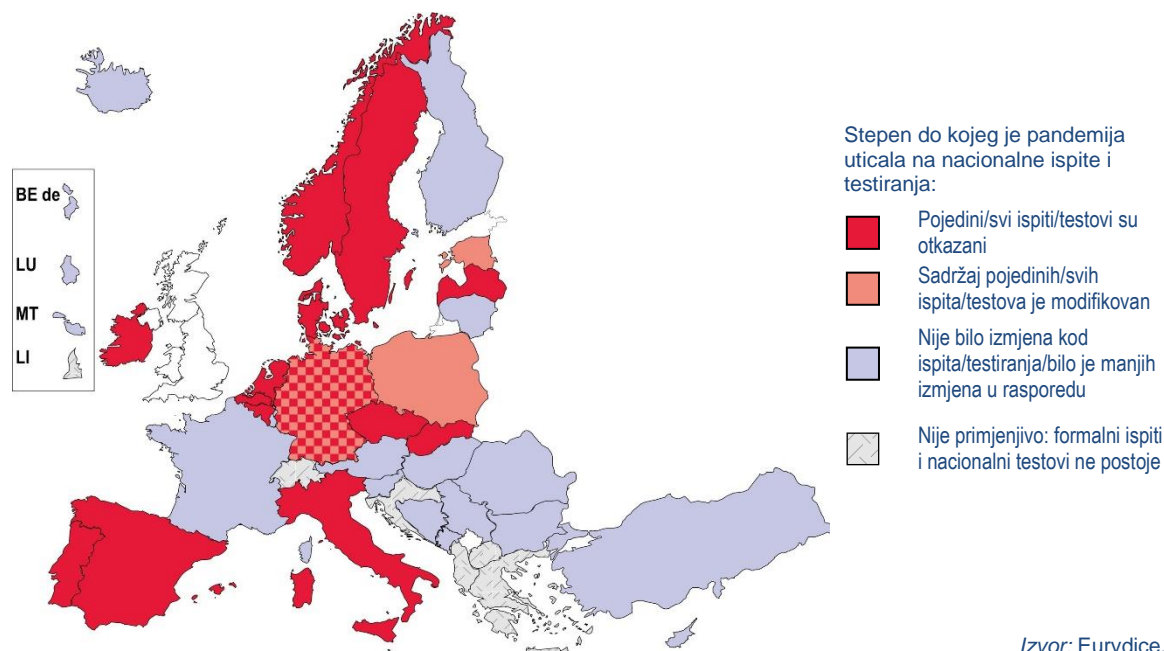 BE de
LU
MT
LI
Stepen do kojeg je pandemija
uticala na nacionalne ispite i
testiranja:
Pojedini/svi ispiti/testovi su
otkazani
Sadržaj pojedinih/svih
ispita/testova je modifikovan
Nije bilo izmjena kod
ispita/testiranja/bilo je manjih
izmjena u rasporedu
Nije primjenjivo: formalni ispiti
i nacionalni testovi ne postoje
Izvor: Eurydice.